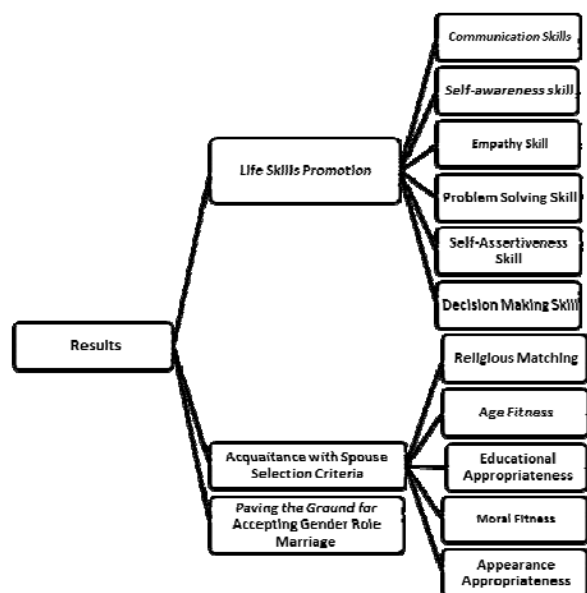 Communication Skills
Self-awareness skill
Empathy Skill
Life Skills Promotion
Problem Solving Skill
Self-Assertiveness
Skill
Decision Making Skill
Results
Religious Matching
Age Fitness
Acquaitance with Spouse
Selection Criteria
Educational
Appropriateness
Paving the Ground for
Accepting Gender Role
Marriage
Moral Fitness
Appearance
Appropriateness